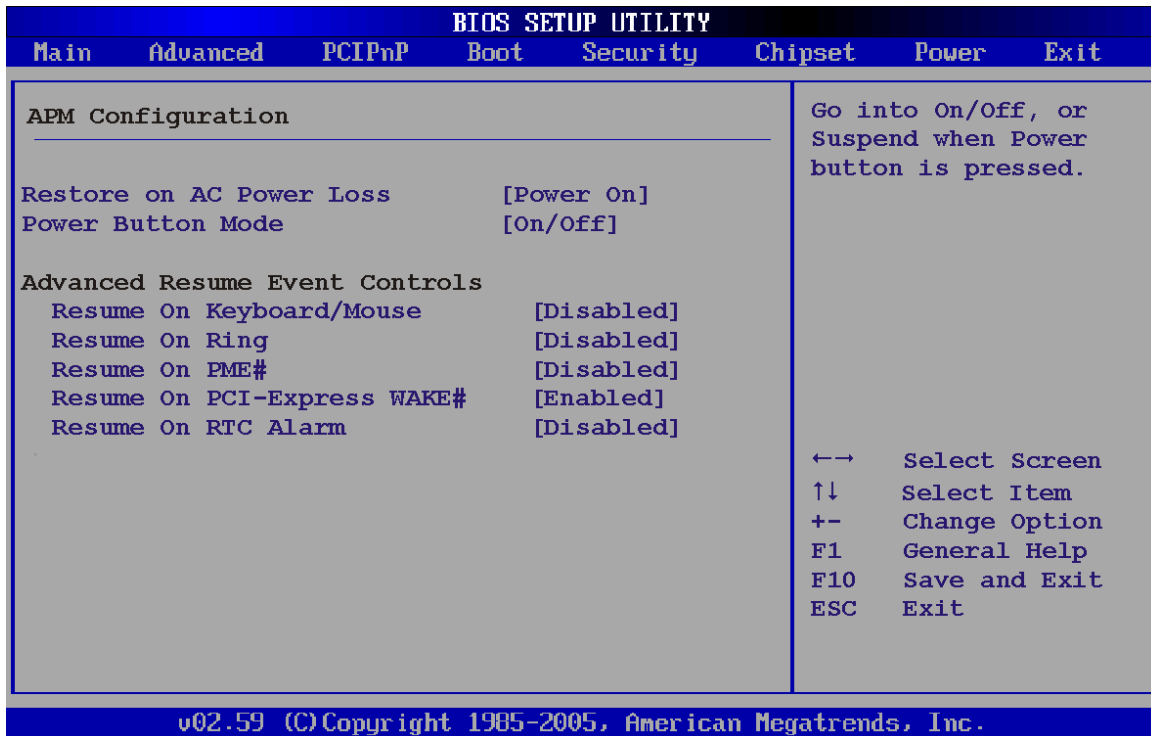 BIOS SETUP UTILITY
Main Advanced PCIPnP Boot Security Chipset Power Exit
APM Configuration
Restore on AC Power Loss [Power On]
Power Button Mode [On/Off]
Advanced Resume Event Controls
Resume On Keyboard/Mouse [Disabled]
Resume On Ring [Disabled]
Resume On PME# [Disabled]
Resume On PCI-Express WAKE# [Enabled]
Resume On RTC Alarm [Disabled]
Go into On/Off, or
Suspend when Power
button is pressed.
←→ Select Screen
↑↓ Select Item
+- Change Option
F1 General Help
F10 Save and Exit
ESC Exit
v02.59 (C)Copyright 1985-2005, American Megatrends, Inc.